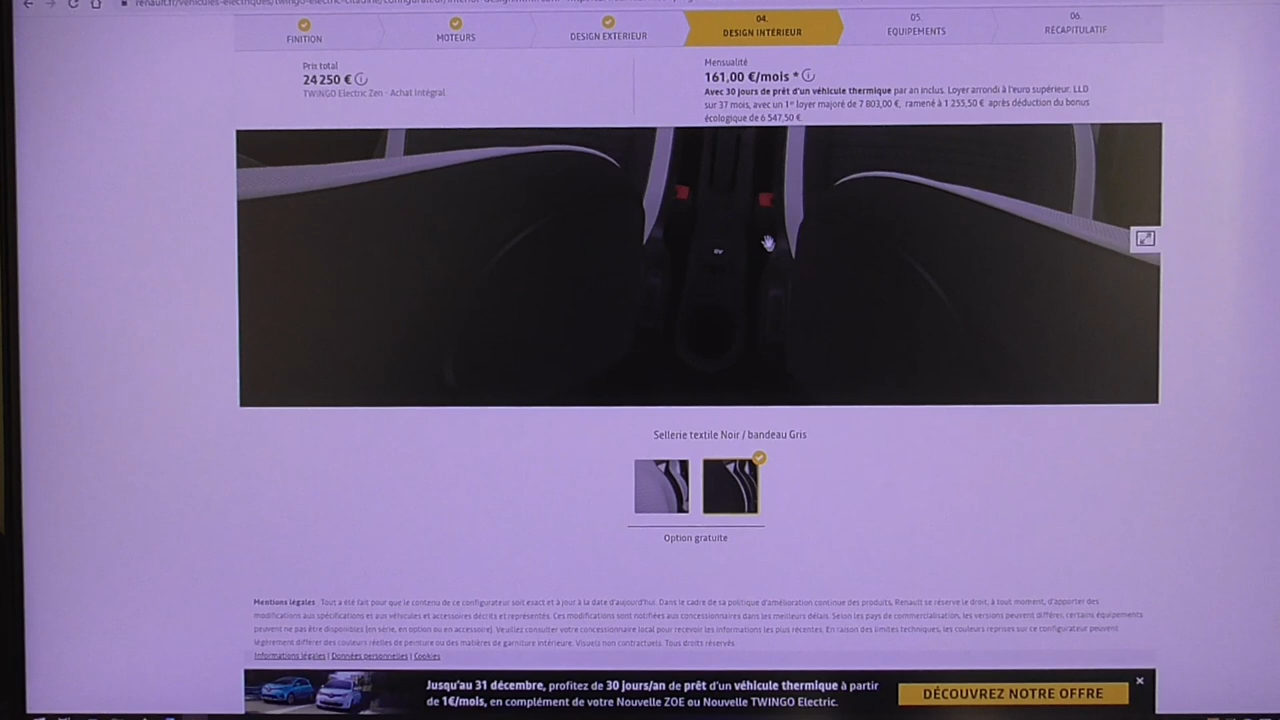 04.
05.
06.
FINITION
MOTEURS
DESIGN EXTÉRIEUR
DESIGN INTÉRIEUR
EQUIPEMENTS
RÉCAPITULATIF
Prix total
24 250 €
TWINGO Electric Zen - Achat Intégral
Mensualité
161,00 €/mois *
Avec 30 jours de prêt d'un véhicule thermique par an inclus. Loyer arrondi à l'euro supérieur. LLD
sur 37 mois, avec un 1er loyer majoré de 7 803,00 €, ramené à 1 255,50 € après déduction du bonus
écologique de 6 547,50 €
Sellerie textile Noir / bandeau Gris
Option gratuite
Mentions légales : Tout a été fait pour que le contenu de ce configurateur soit exact et à jour à la date d'aujourd'hui. Dans le cadre de sa politique d'amélioration continue des produits, Renault se réserve le droit, à tout moment, d'apporter des
modifications aux spécifications et aux véhicules et accessoires décrits et représentés. Ces modifications sont notifiées aux concessionnaires dans les meilleurs délais. Selon les pays de commercialisation, les versions peuvent différer, certains équipements
peuvent ne pas être disponibles (en série, en option ou en accessoire). Veuillez consulter votre concessionnaire local pour recevoir les informations les plus récentes. En raison des limites techniques, les couleurs reprises sur ce configurateur peuvent
légèrement différer des couleurs réelles de peinture ou des matières de garniture intérieure. Visuels non contractuels. Tous droits réservés.
Informations légales | Données personnelles | Cookies
Jusqu'au 31 décembre, profitez de 30 jours/an de prêt d'un véhicule thermique à partir
de 1€/mois, en complément de votre Nouvelle ZOE ou Nouvelle TWINGO Electric.
DÉCOUVREZ NOTRE OFFRE